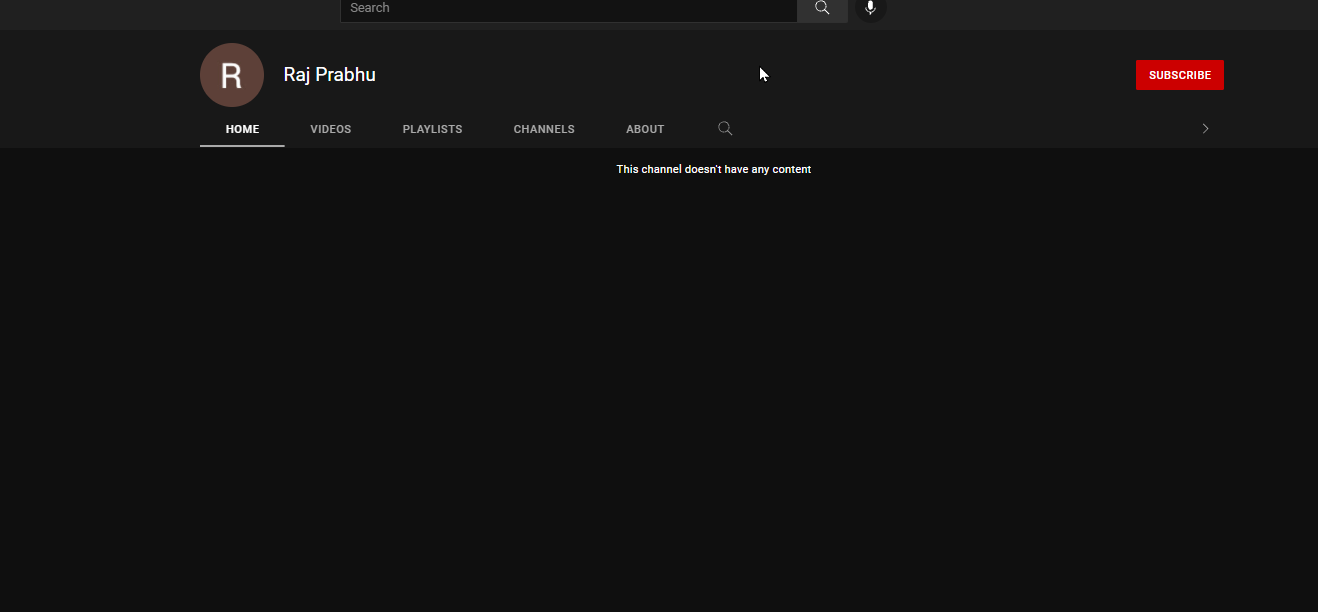 Search
R
Raj Prabhu
SUBSCRIBE
HOME VIDEOS PLAYLISTS CHANNELS ABOUT
This channel doesn't have any content